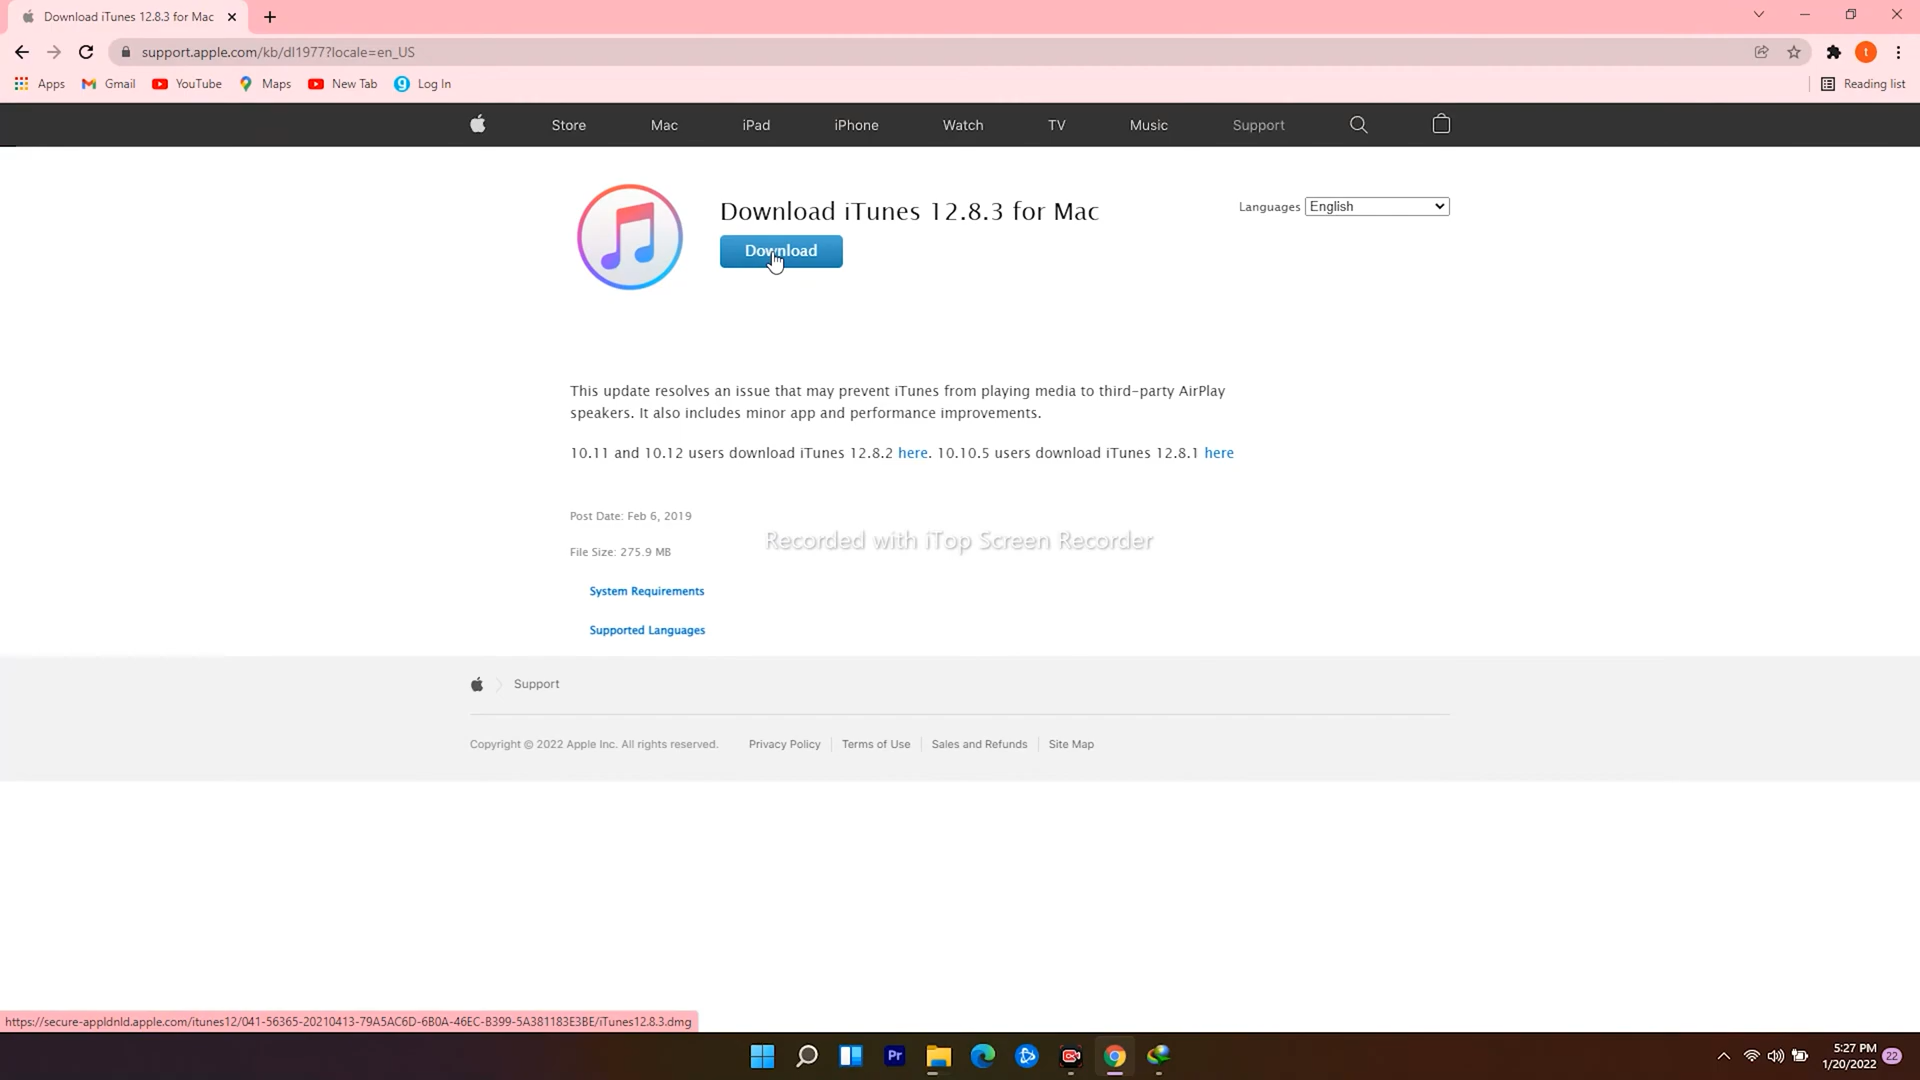 Download iTunes 12.8.3 for Mac
support.apple.com/kb/dl1977?locale=en_US
t
Apps Gmail YouTube Maps New Tab Log In Reading list
Store Mac iPad iPhone Watch TV Music Support
Download iTunes 12.8.3 for Mac
Languages English
Download
This update resolves an issue that may prevent iTunes from playing media to third-party AirPlay
speakers. It also includes minor app and performance improvements.
10.11 and 10.12 users download iTunes 12.8.2 here. 10.10.5 users download iTunes 12.8.1 here
Post Date: Feb 6, 2019
Recorded with iTop Screen Recorder
File Size: 275.9 MB
System Requirements
Supported Languages
Support
Copyright © 2022 Apple Inc. All rights reserved. Privacy Policy Terms of Use Sales and Refunds Site Map
https://secure-appldnld.apple.com/itunes12/041-56365-20210413-79A5AC6D-6B0A-46EC-B399-5A381183E3BE/iTunes12.8.3.dmg
Pr
5:27 PM
1/20/2022
22